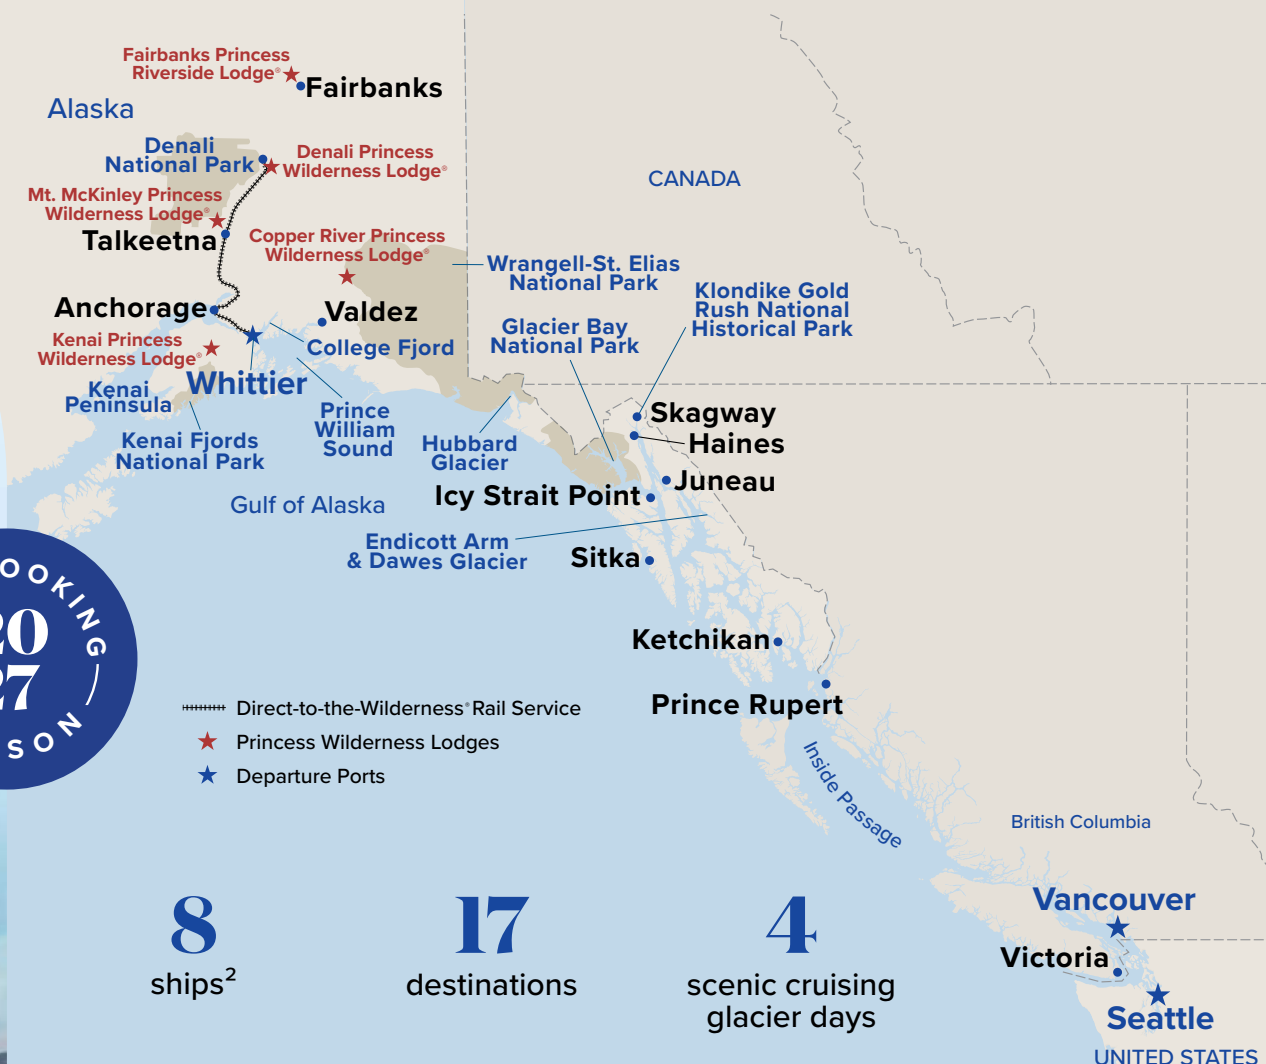 Fairbanks Princess
Riverside Lodge®
Fairbanks
Alaska
Denali
National Park
Denali Princess
Wilderness Lodge®
CANADA
Mt. McKinley Princess
Wilderness Lodge®
Talkeetna
Copper River Princess
Wilderness Lodge®
Wrangell-St. Elias
National Park
Klondike Gold
Rush National
Historical Park
Anchorage
Valdez
Glacier Bay
National Park
Kenai Princess
Wilderness Lodge®
College Fjord
Whittier
Kenai
Peninsula
Prince
William
Sound
Kenai Fjords
National Park
Hubbard
Glacier
Skagway
Haines
Juneau
Icy Strait Point
Gulf of Alaska
Endicott Arm
& Dawes Glacier
Sitka
Ketchikan
Prince Rupert
OOKING
20
27
NOS
Direct-to-the-Wilderness® Rail Service
Princess Wilderness Lodges
Departure Ports
Inside Passage
British Columbia
Vancouver
Victoria
Seattle
UNITED STATES
8
ships²
17
destinations
4
scenic cruising
glacier days